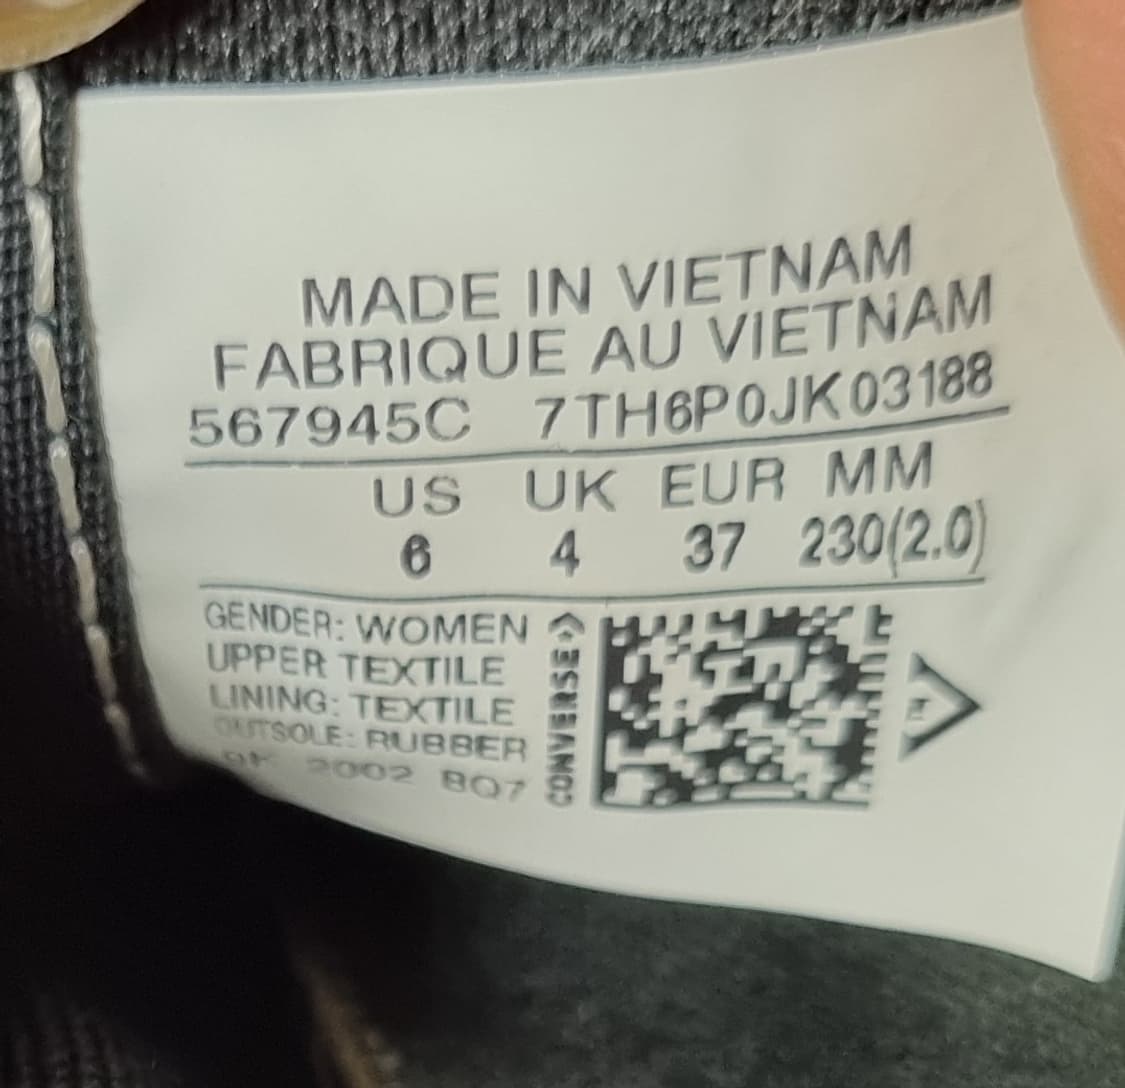 MADE IN VIETNAM
FABRIQUE AU VIETNAM
567945C 7TH6P0JK03188
US UK EUR MM
6 4 37 230(2.0)
GENDER: WOMEN
UPPER TEXTILE
LINING: TEXTILE
OUTSOLE: RUBBER
2002 BQ7
CONVERSE